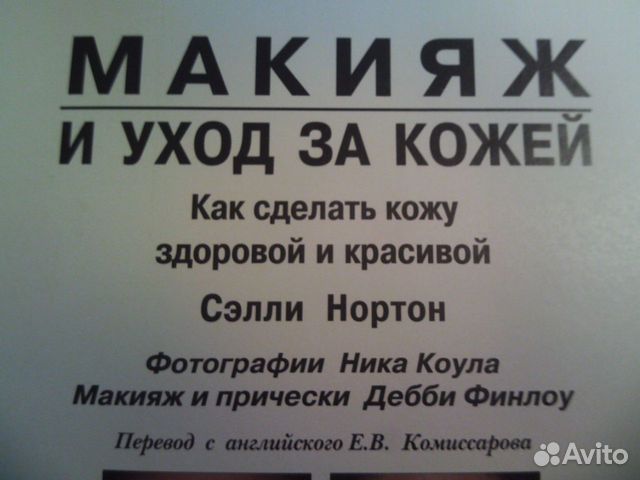 МАКИЯЖ
И УХОД ЗА КОЖЕЙ
Как сделать кожу
здоровой и красивой
Сэлли Нортон
Фотографии Ника Коула
Макияж и прически Дебби Финлоу
Перевод с английского Е.В. Комиссарова
Avito